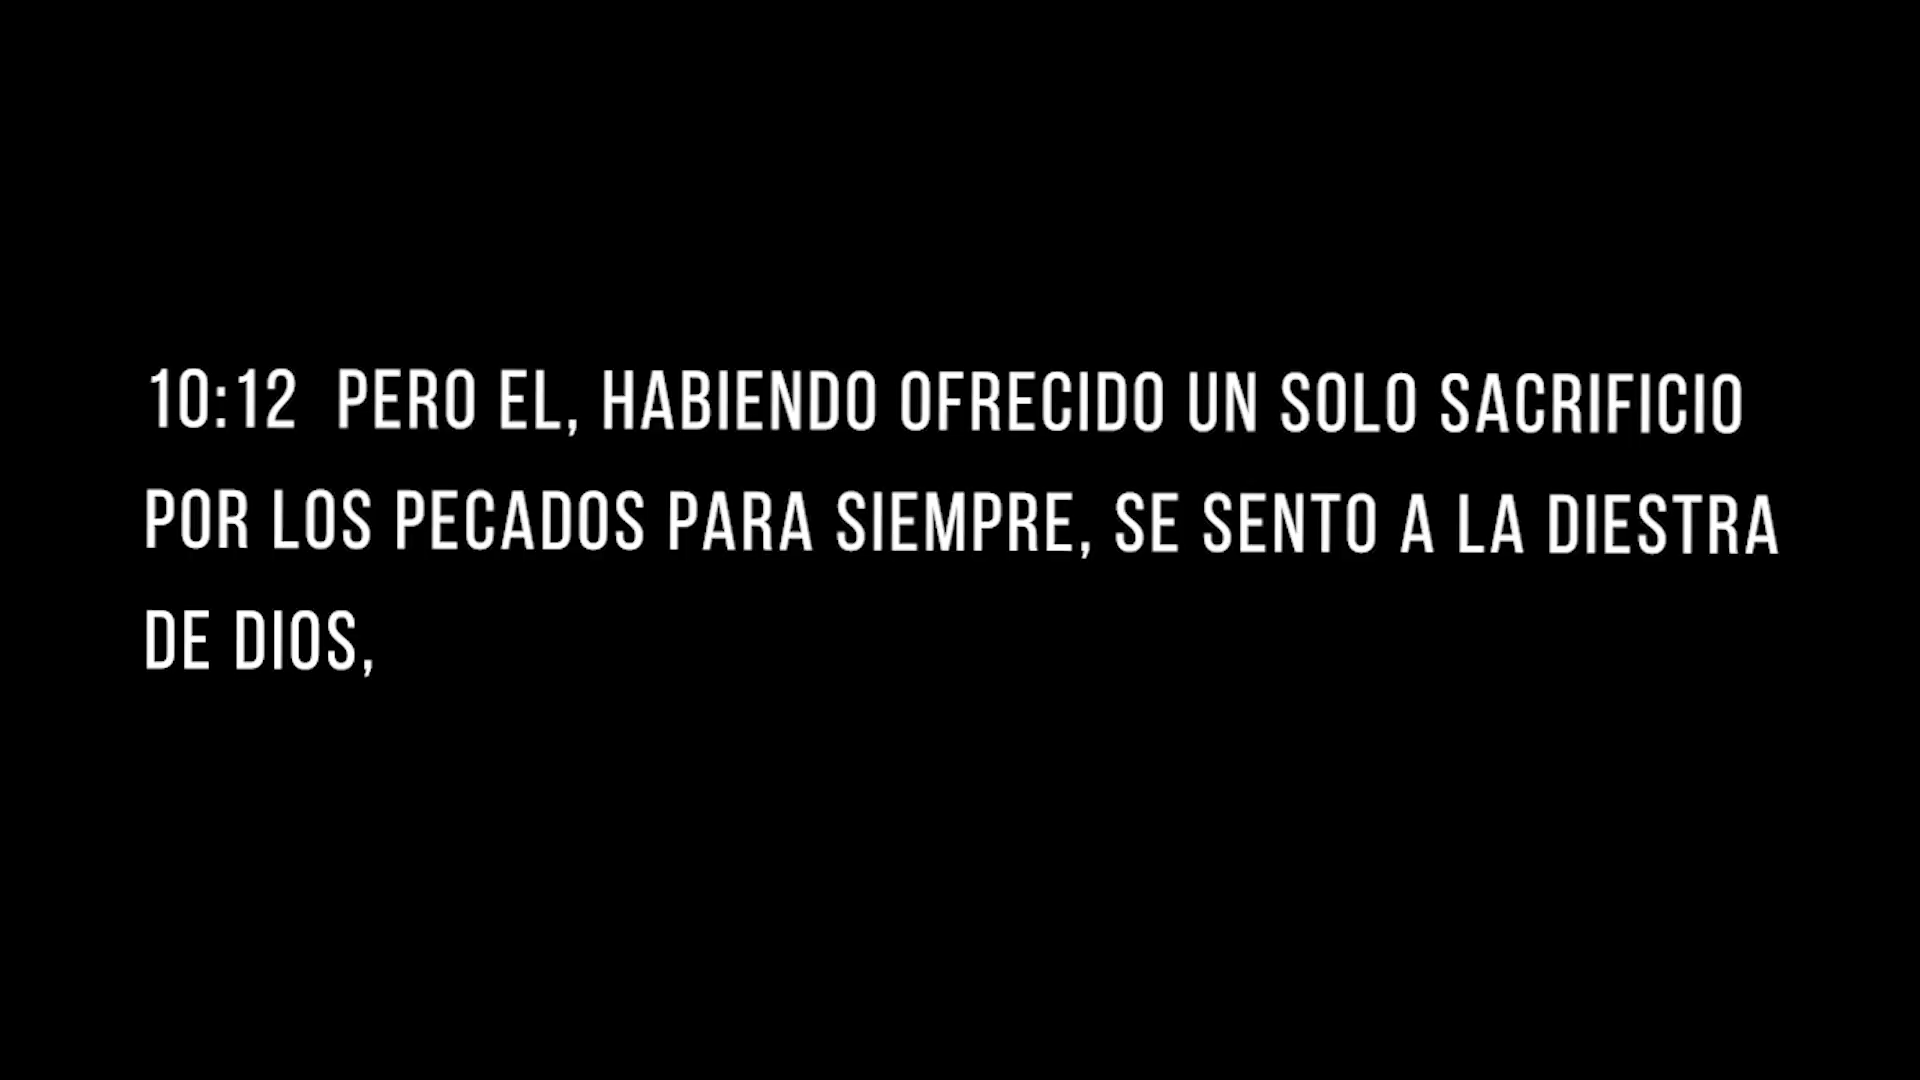 10:12  PERO EL, HABIENDO OFRECIDO UN SOLO SACRIFICIO
POR LOS PECADOS PARA SIEMPRE, SE SENTO A LA DIESTRA
DE DIOS,